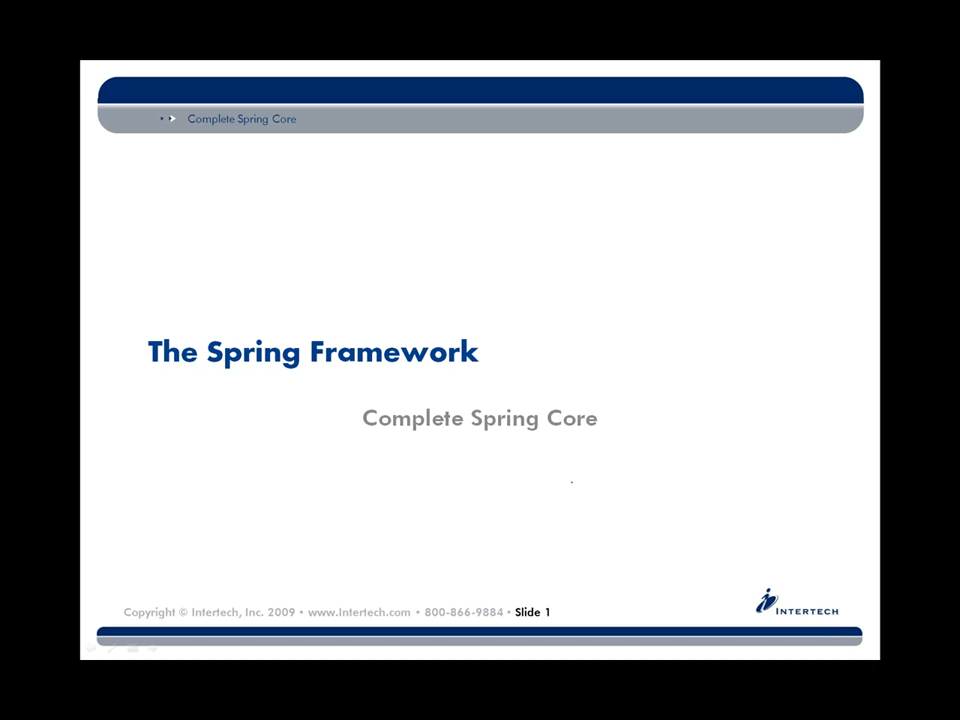 Complete Spring Core
The Spring Framework
Complete Spring Core
Copyright © Intertech, Inc. 2009 • www.Intertech.com • 800-866-9884 • Slide 1
INTERTECH